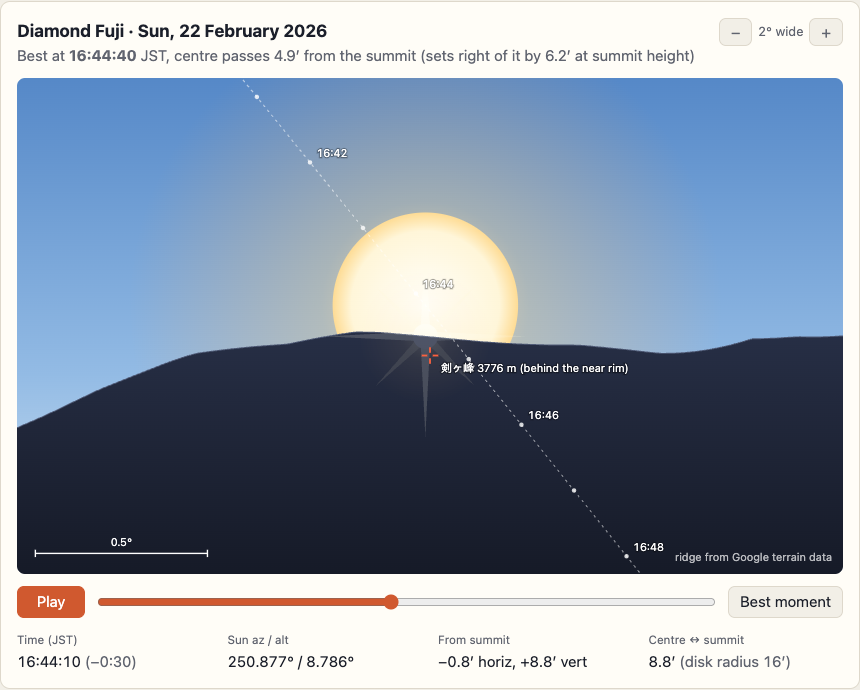 Diamond Fuji · Sun, 22 February 2026
− 2° wide +
Best at 16:44:40 JST, centre passes 4.9′ from the summit (sets right of it by 6.2′ at summit height)
16:42
16:44
剣ヶ峰 3776 m (behind the near rim)
16:46
0.5°
16:48
ridge from Google terrain data
Play
Best moment
Time (JST)
16:44:10 (−0:30)
Sun az / alt
250.877° / 8.786°
From summit
−0.8′ horiz, +8.8′ vert
Centre ↔ summit
8.8′ (disk radius 16′)